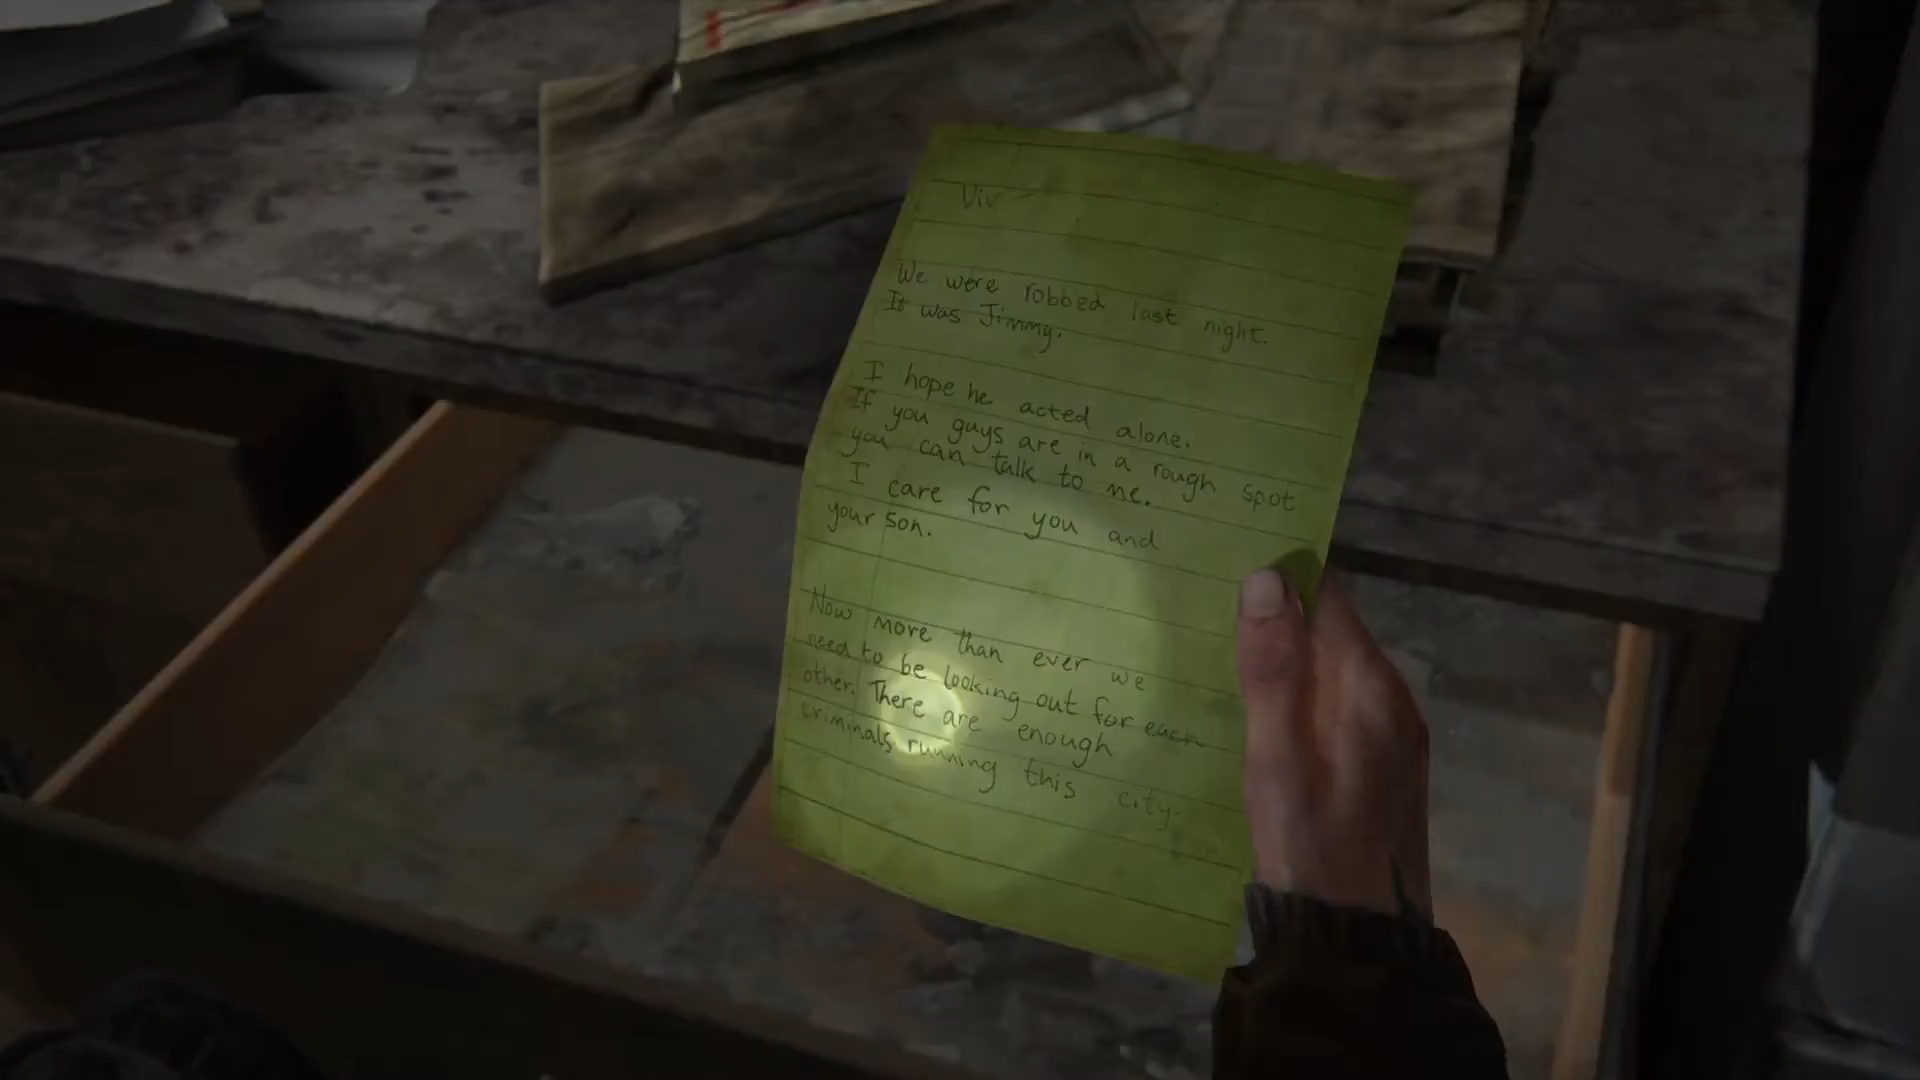 Viv
We were robbed last night.
It was Jimmy.
I hope he acted alone.
If you guys are in a rough spot
you can talk to me.
I care for you and
your son.
Now more than ever we
need to be looking out for each
other. There are enough
criminals running this city.